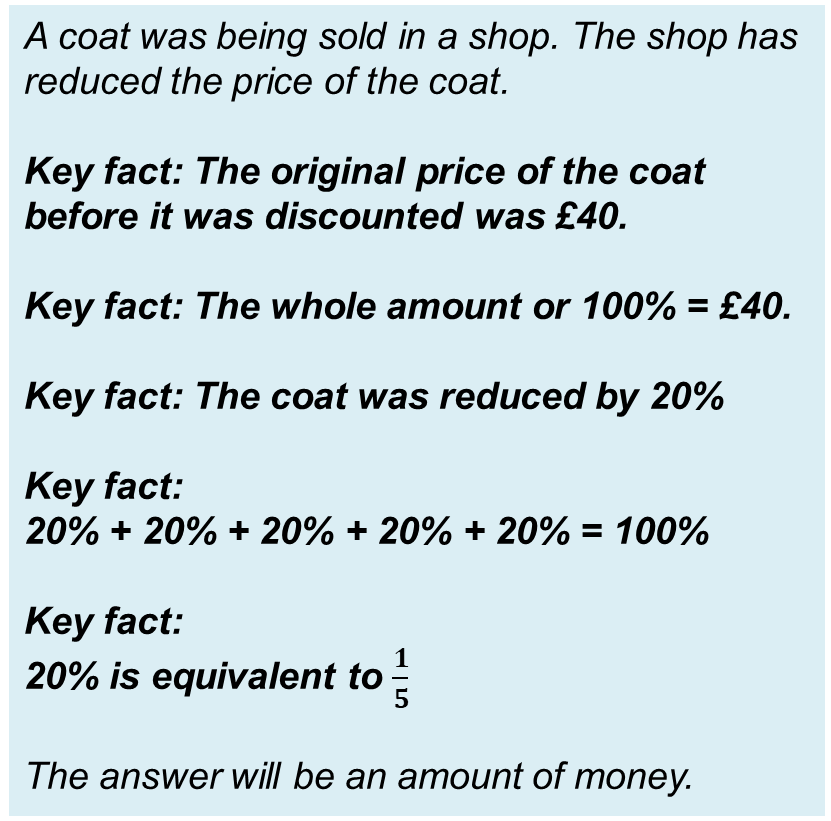 A coat was being sold in a shop. The shop has
reduced the price of the coat.
Key fact: The original price of the coat
before it was discounted was £40.
Key fact: The whole amount or 100% = £40.
Key fact: The coat was reduced by 20%
Key fact:
20% + 20% + 20% + 20% + 20% = 100%
Key fact:
20% is equivalent to 1/5
The answer will be an amount of money.